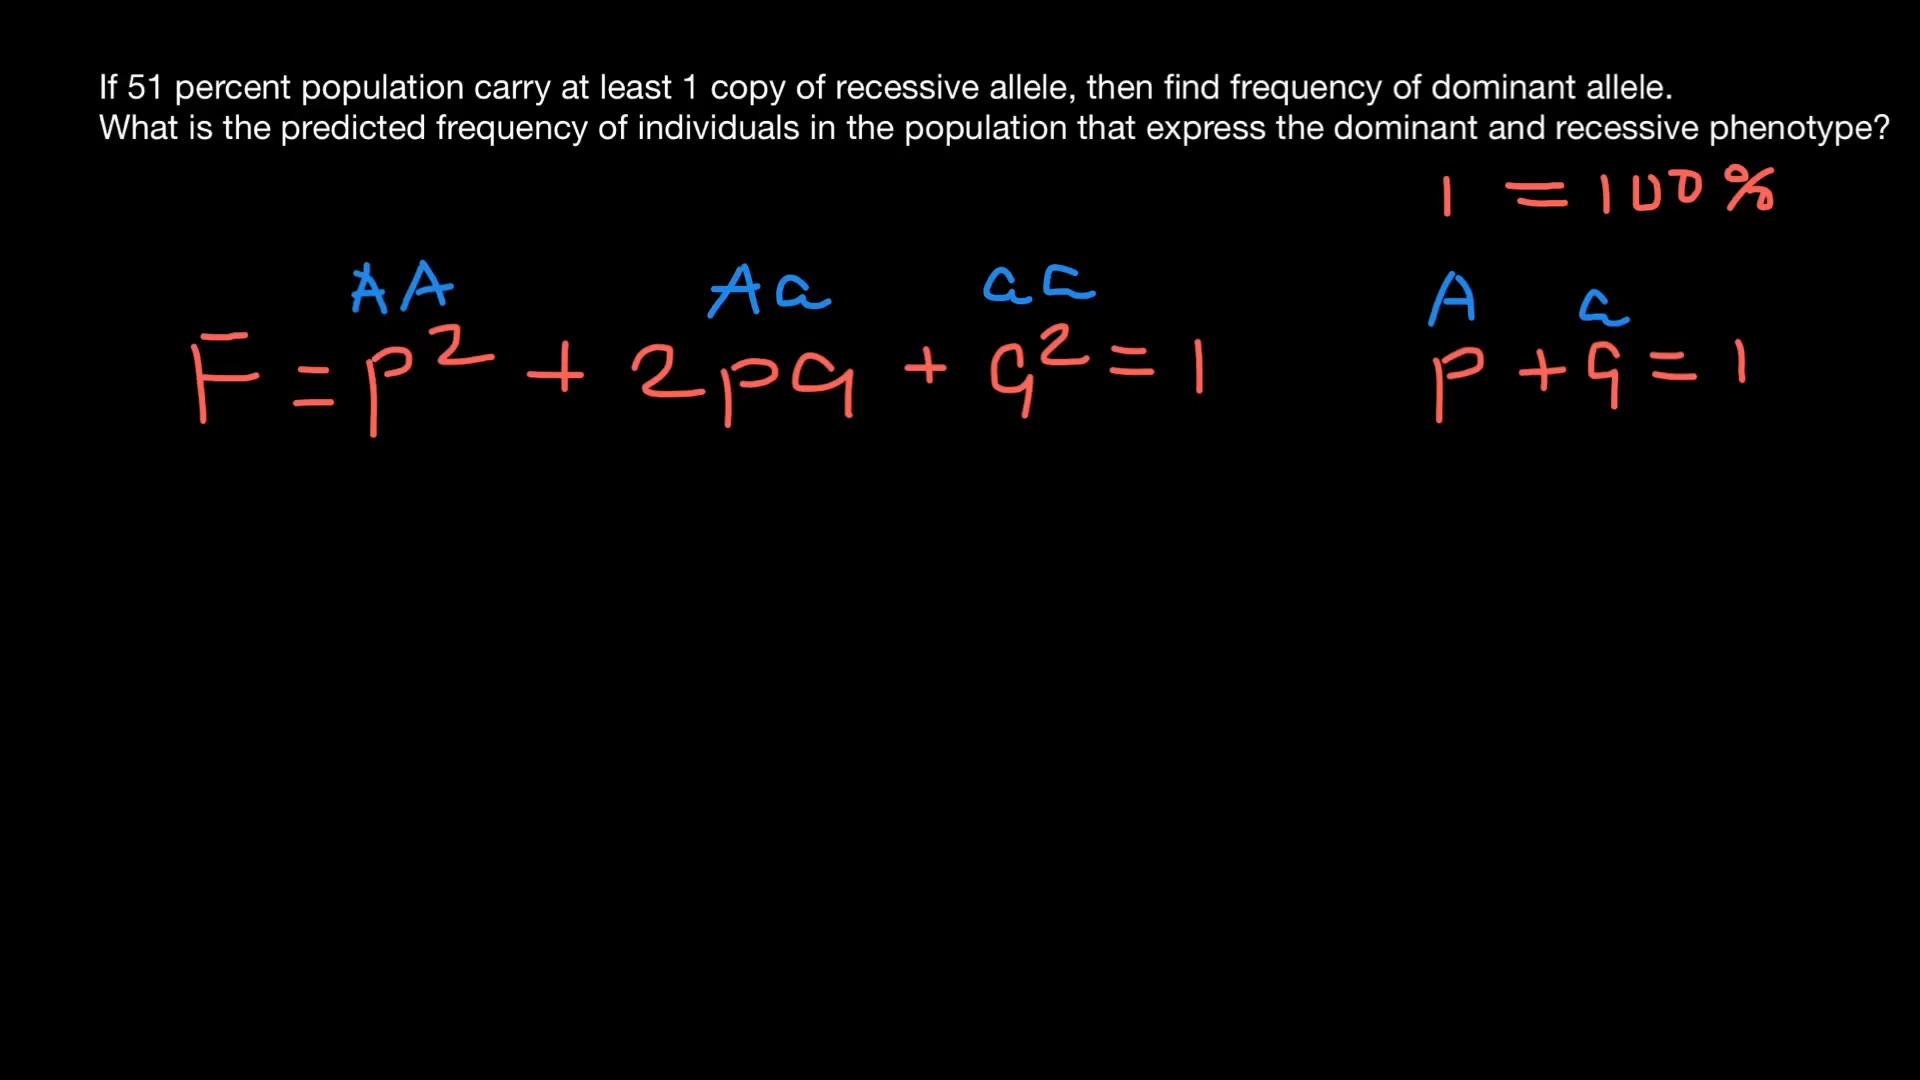 If 51 percent population carry at least 1 copy of recessive allele, then find frequency of dominant allele.
What is the predicted frequency of individuals in the population that express the dominant and recessive phenotype?
1 = 100%
AA Aa aa A a
F = p² + 2pq + q² = 1 p + q = 1